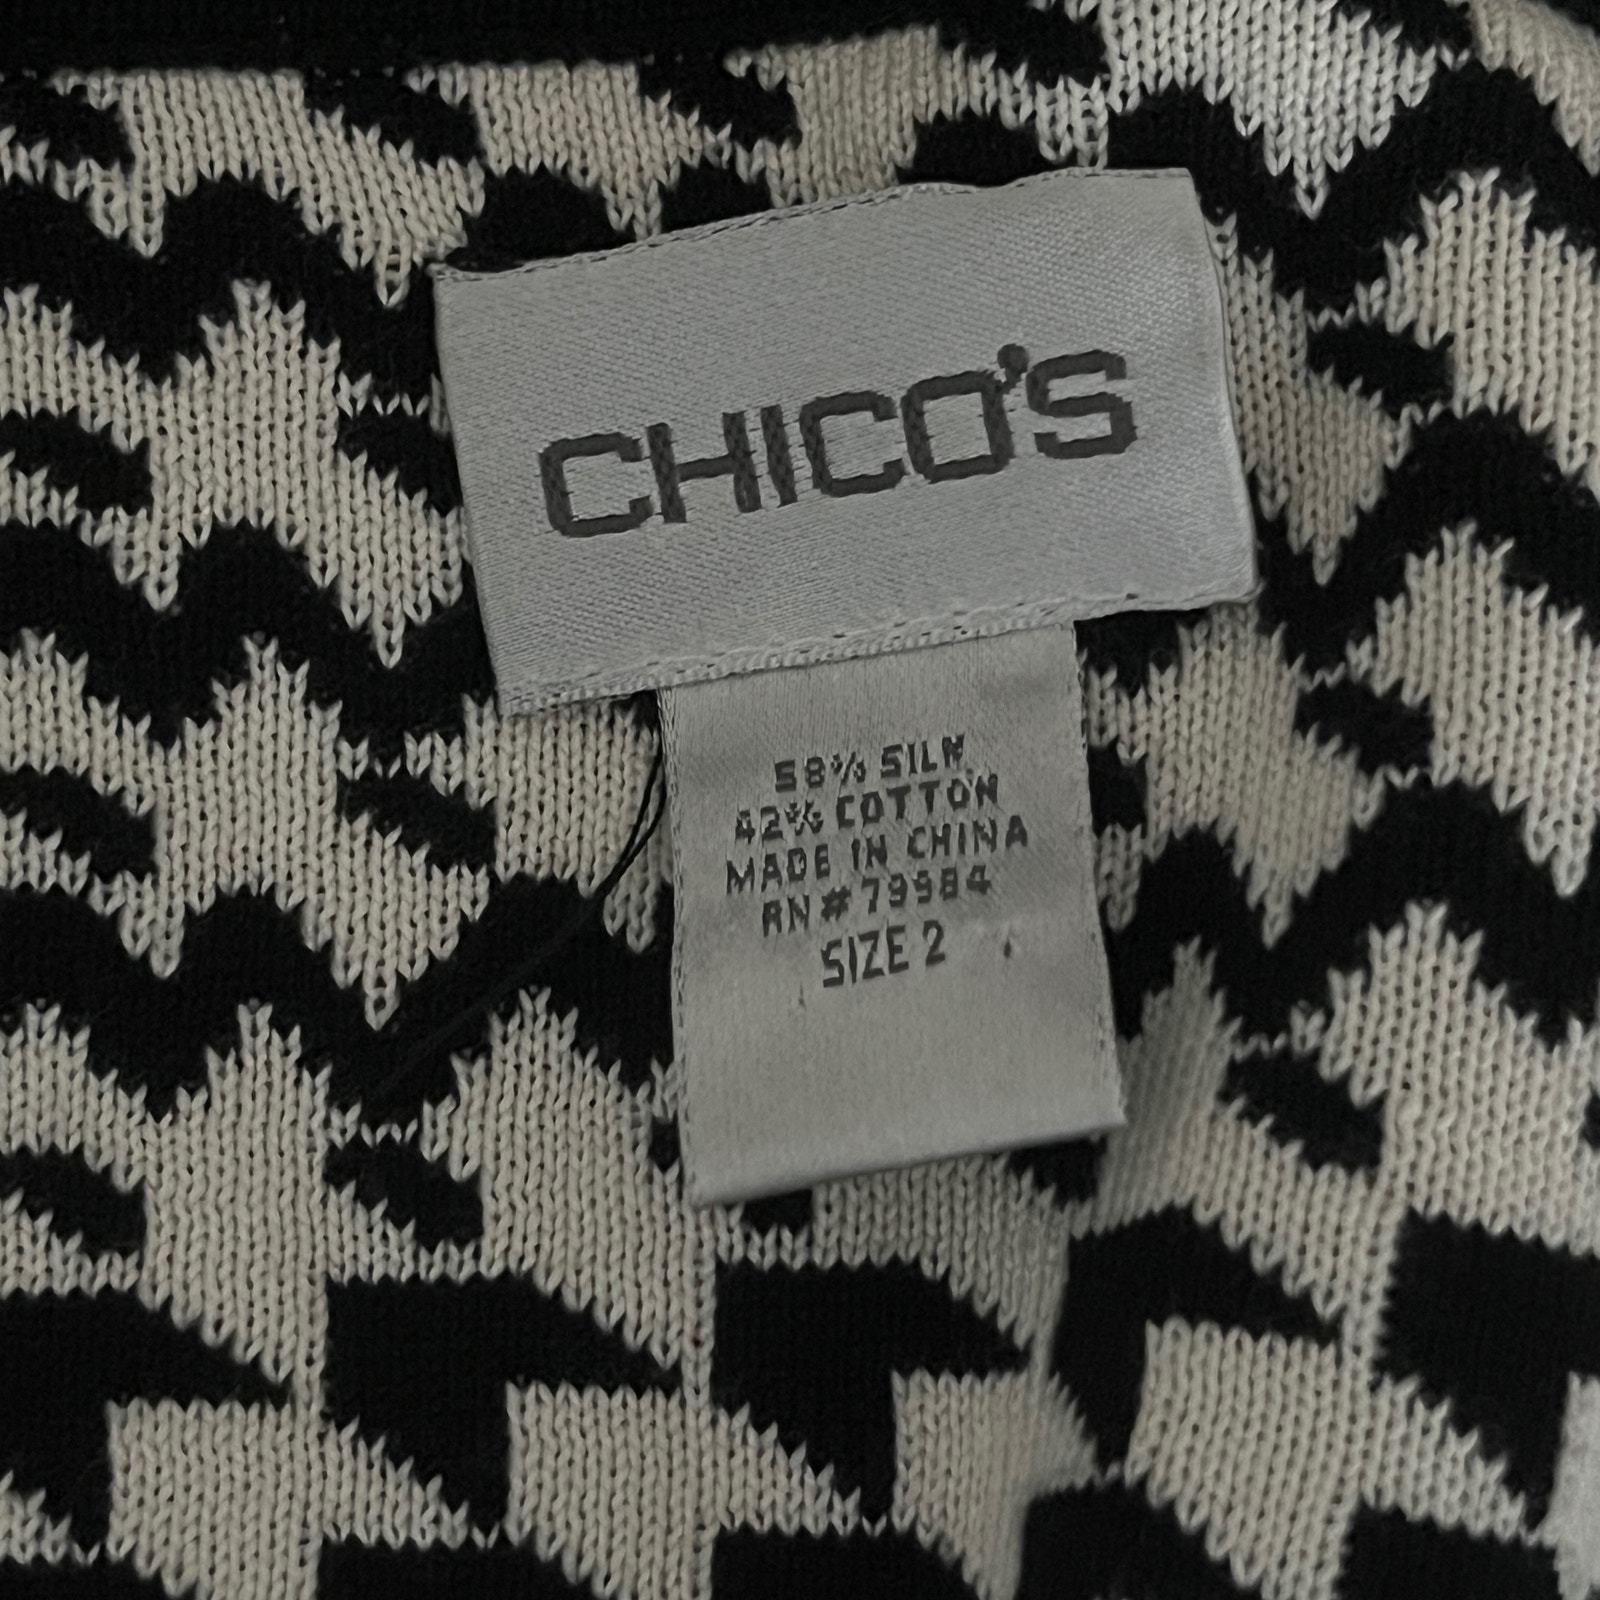 CHICO'S
58% SILK
42% COTTON
MADE IN CHINA
RN#79984
SIZE 2